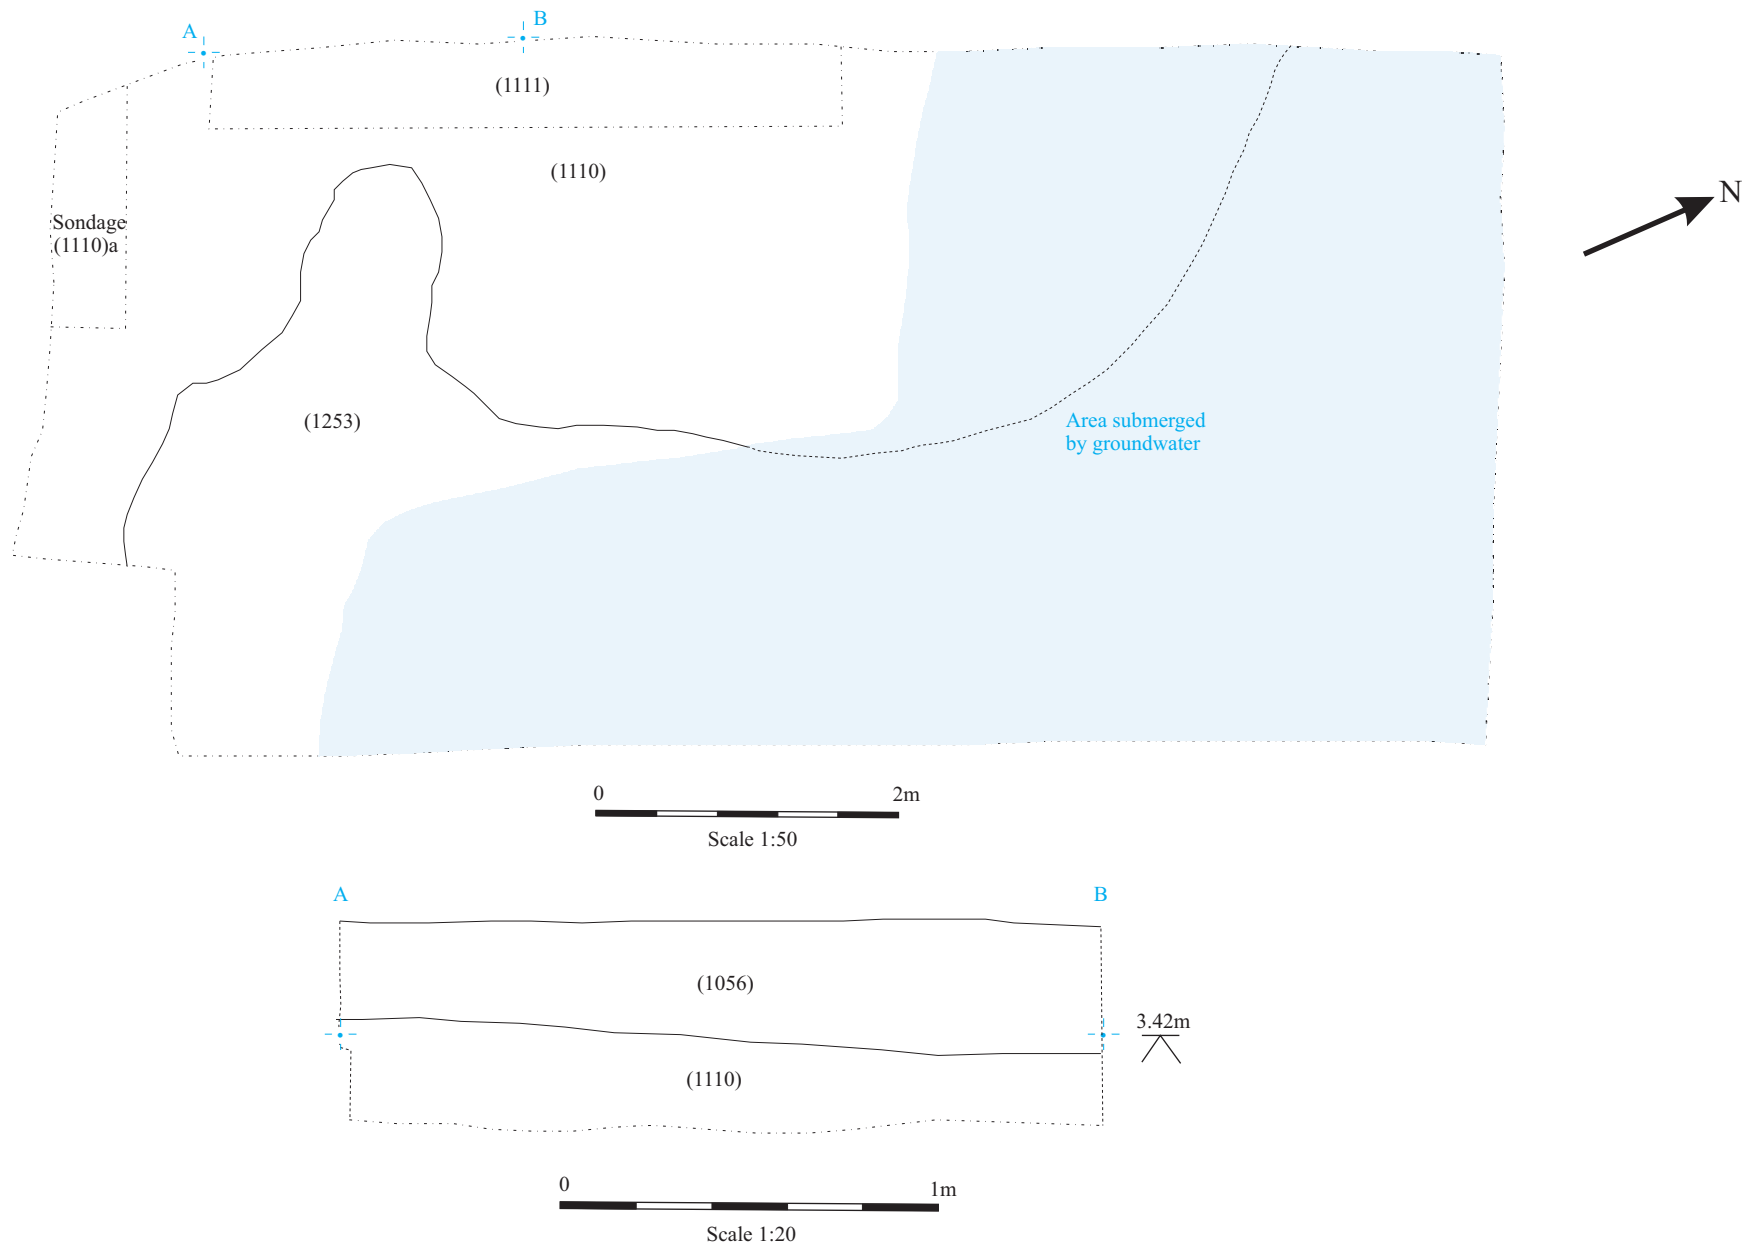 A
B
(1111)
(1110)
N
Sondage
(1110)a
(1253)
Area submerged
by groundwater
0 2m
Scale 1:50
A B
(1056)
3.42m
(1110)
0 1m
Scale 1:20